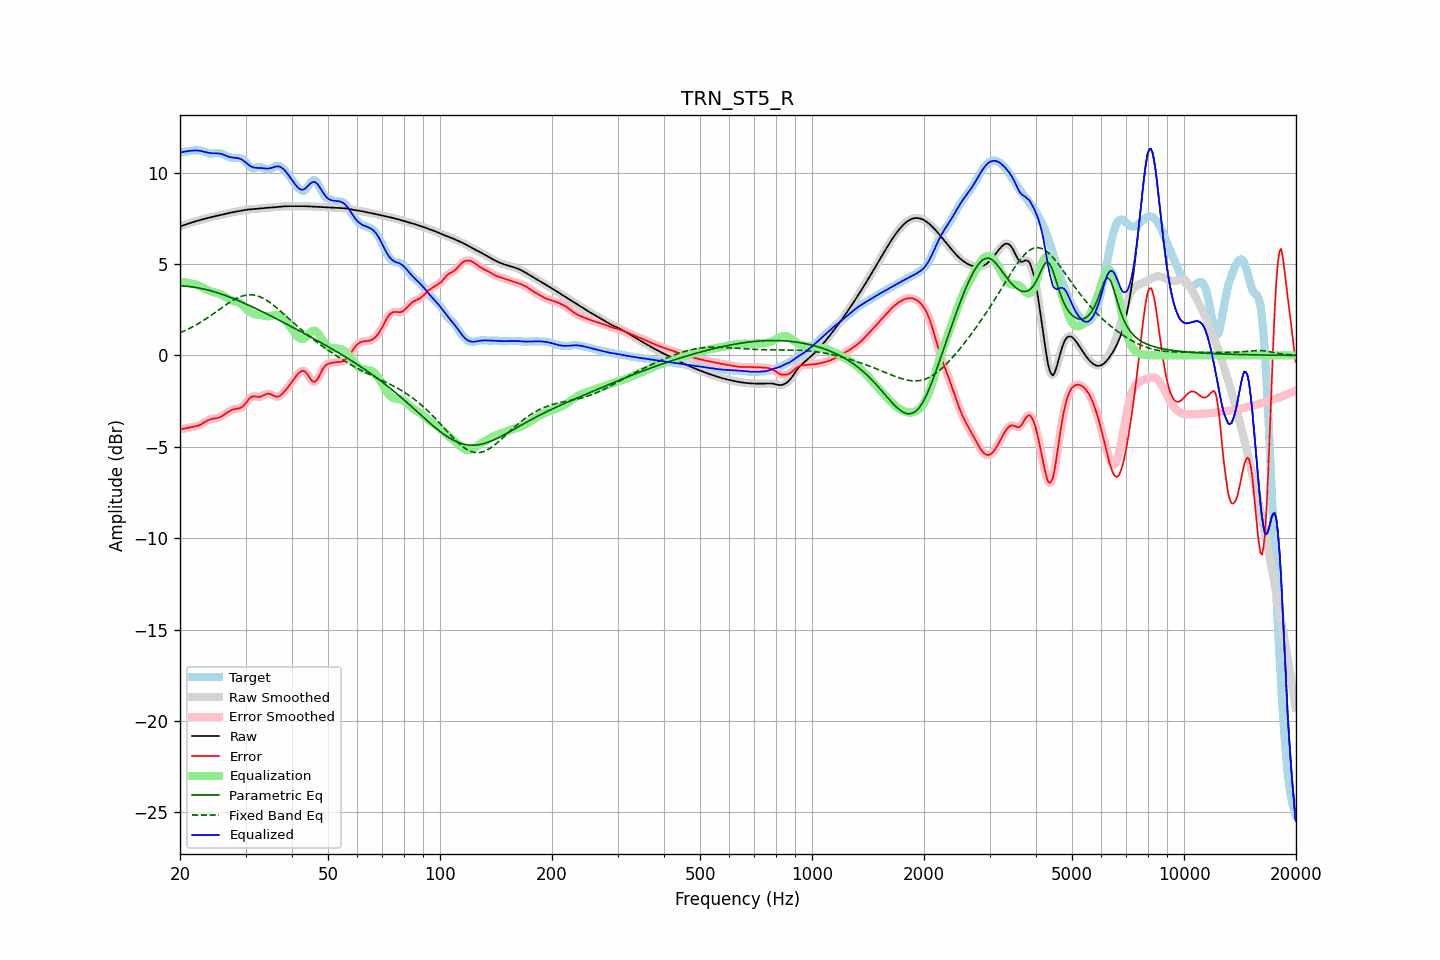 TRN_ST5_R
Amplitude (dBr)
10
5
0
−5
−10
−15
−20
−25
Target
Raw Smoothed
Error Smoothed
Raw
Error
Equalization
Parametric Eq
Fixed Band Eq
Equalized
20 50 100 200 500 1000 2000 5000 10000 20000
Frequency (Hz)